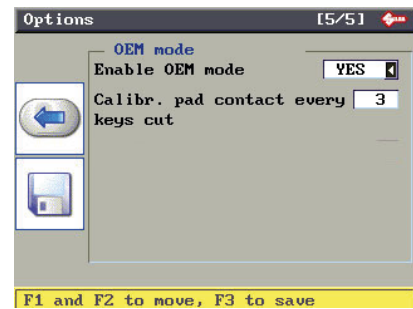 Options [5/5]
OEM mode
Enable OEM mode YES
Calibr. pad contact every 3
keys cut
F1 and F2 to move, F3 to save